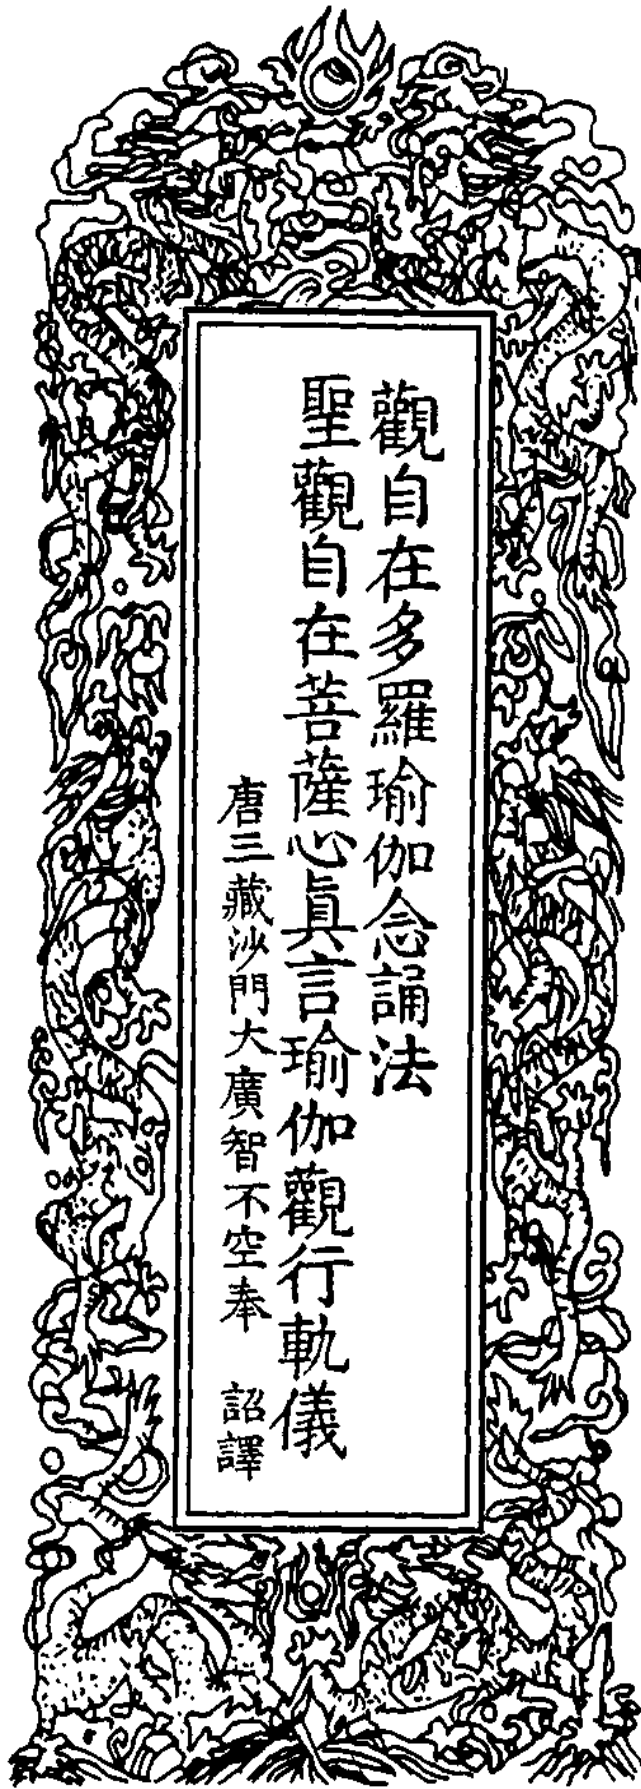 觀自在多羅瑜伽念誦法
聖觀自在菩薩心眞言瑜伽觀行軌儀
唐三藏沙門大廣智不空奉 詔譯